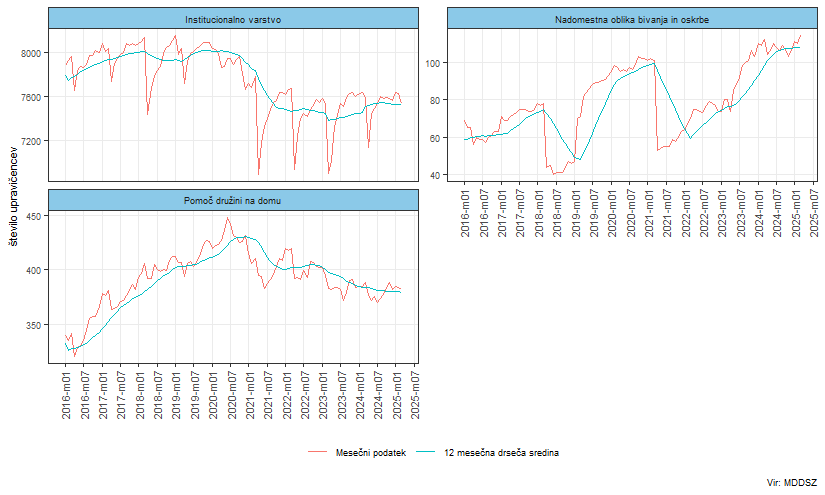 Institucionalno varstvo
Nadomestna oblika bivanja in oskrbe
8000
7600
7200
100
80
60
40
2016-m01
2016-m07
2017-m01
2017-m07
2018-m01
2018-m07
2019-m01
2019-m07
2020-m01
2020-m07
2021-m01
2021-m07
2022-m01
2022-m07
2023-m01
2023-m07
2024-m01
2024-m07
2025-m01
2025-m07
število upravičencev
Pomoč družini na domu
450
400
350
2016-m01
2016-m07
2017-m01
2017-m07
2018-m01
2018-m07
2019-m01
2019-m07
2020-m01
2020-m07
2021-m01
2021-m07
2022-m01
2022-m07
2023-m01
2023-m07
2024-m01
2024-m07
2025-m01
2025-m07
Mesečni podatek
12 mesečna drseča sredina
Vir: MDDSZ